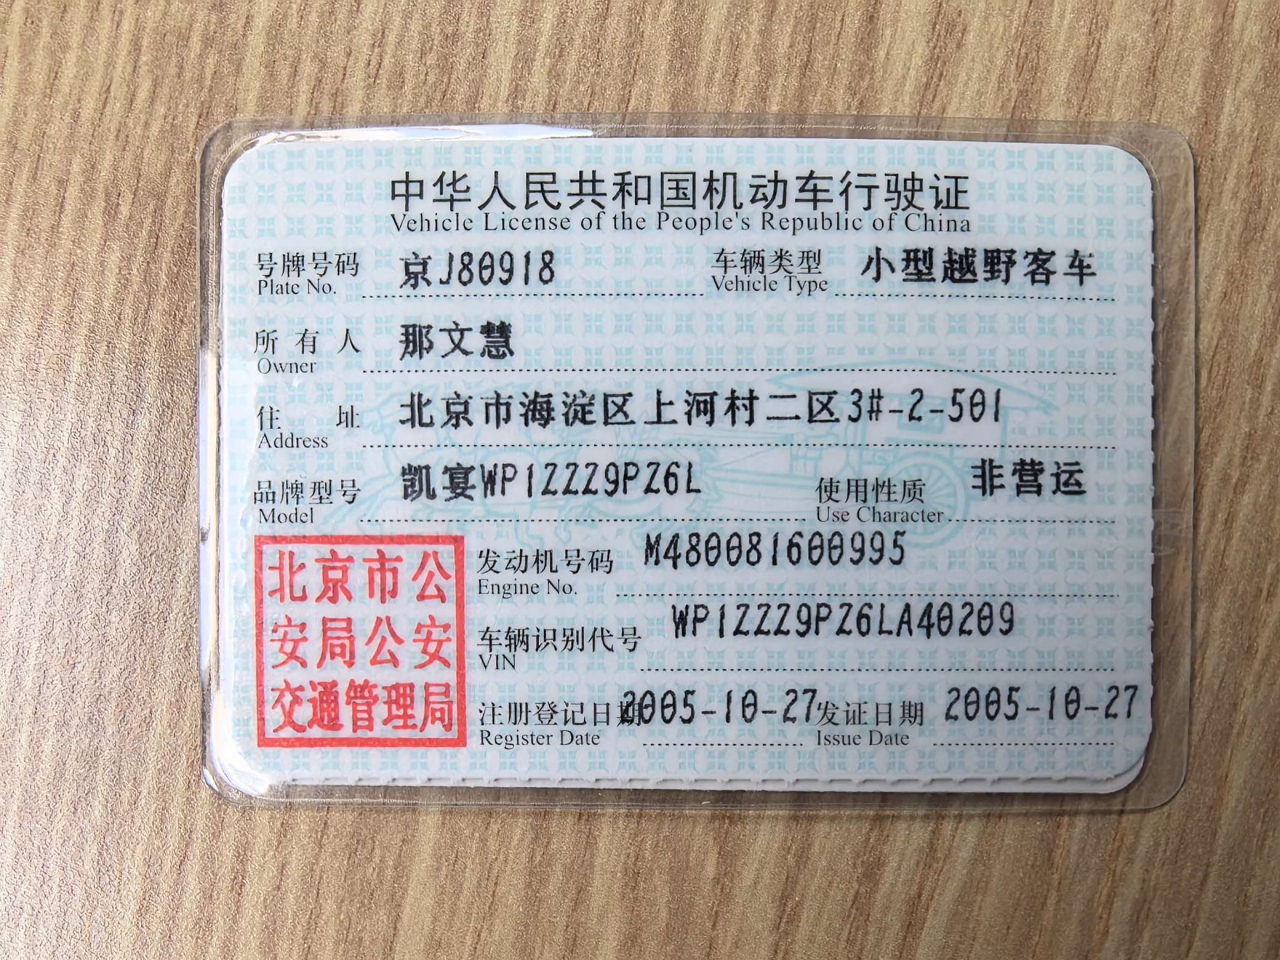 中华人民共和国机动车行驶证
Vehicle License of the People's Republic of China
号牌号码 京J80918 车辆类型 小型越野客车
Plate No. Vehicle Type
所有人 那文慧
Owner
住址 北京市海淀区上河村二区3#-2-501
Address
品牌型号 凯宴WP1ZZZ9PZ6L 使用性质 非营运
Model Use Character
北京市公
安局公安
交通管理局
发动机号码 M480081600995
Engine No.
车辆识别代号 WP1ZZZ9PZ6LA40209
VIN
注册登记日期 2005-10-27 发证日期 2005-10-27
Register Date Issue Date